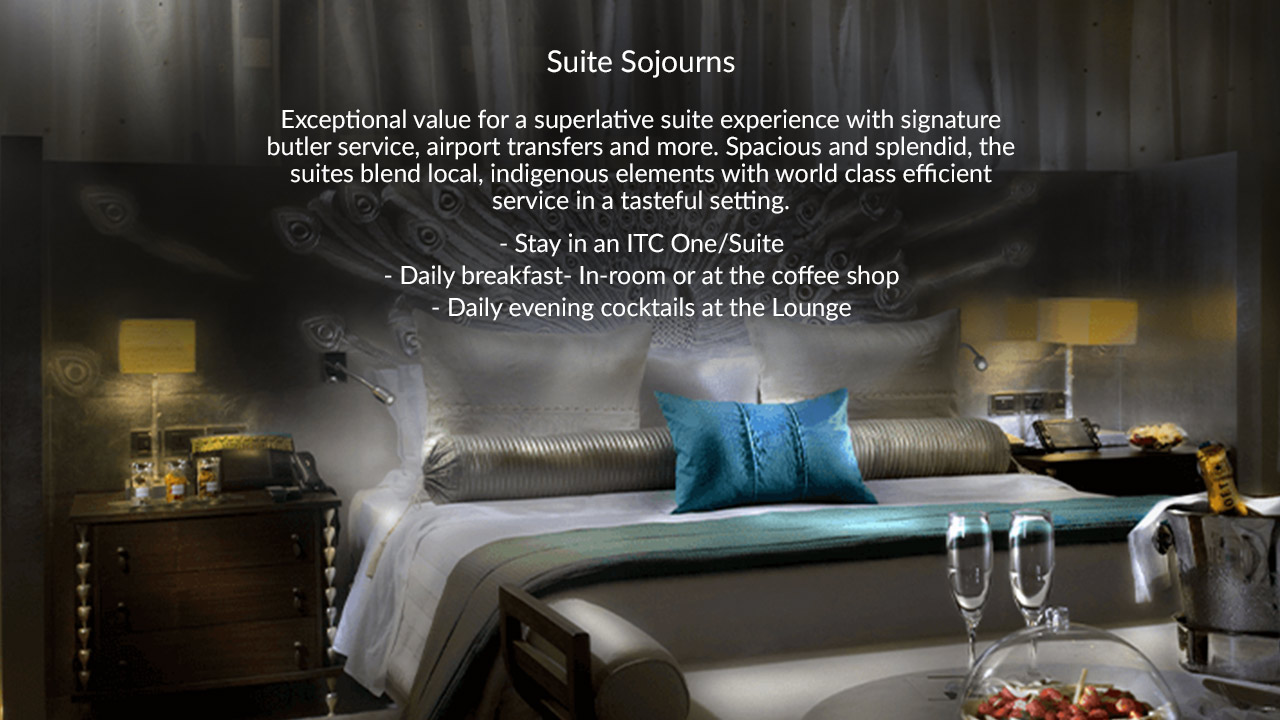 Suite Sojourns
Exceptional value for a superlative suite experience with signature
butler service, airport transfers and more. Spacious and splendid, the
suites blend local, indigenous elements with world class efficient
service in a tasteful setting.
- Stay in an ITC One/Suite
- Daily breakfast- In-room or at the coffee shop
- Daily evening cocktails at the Lounge